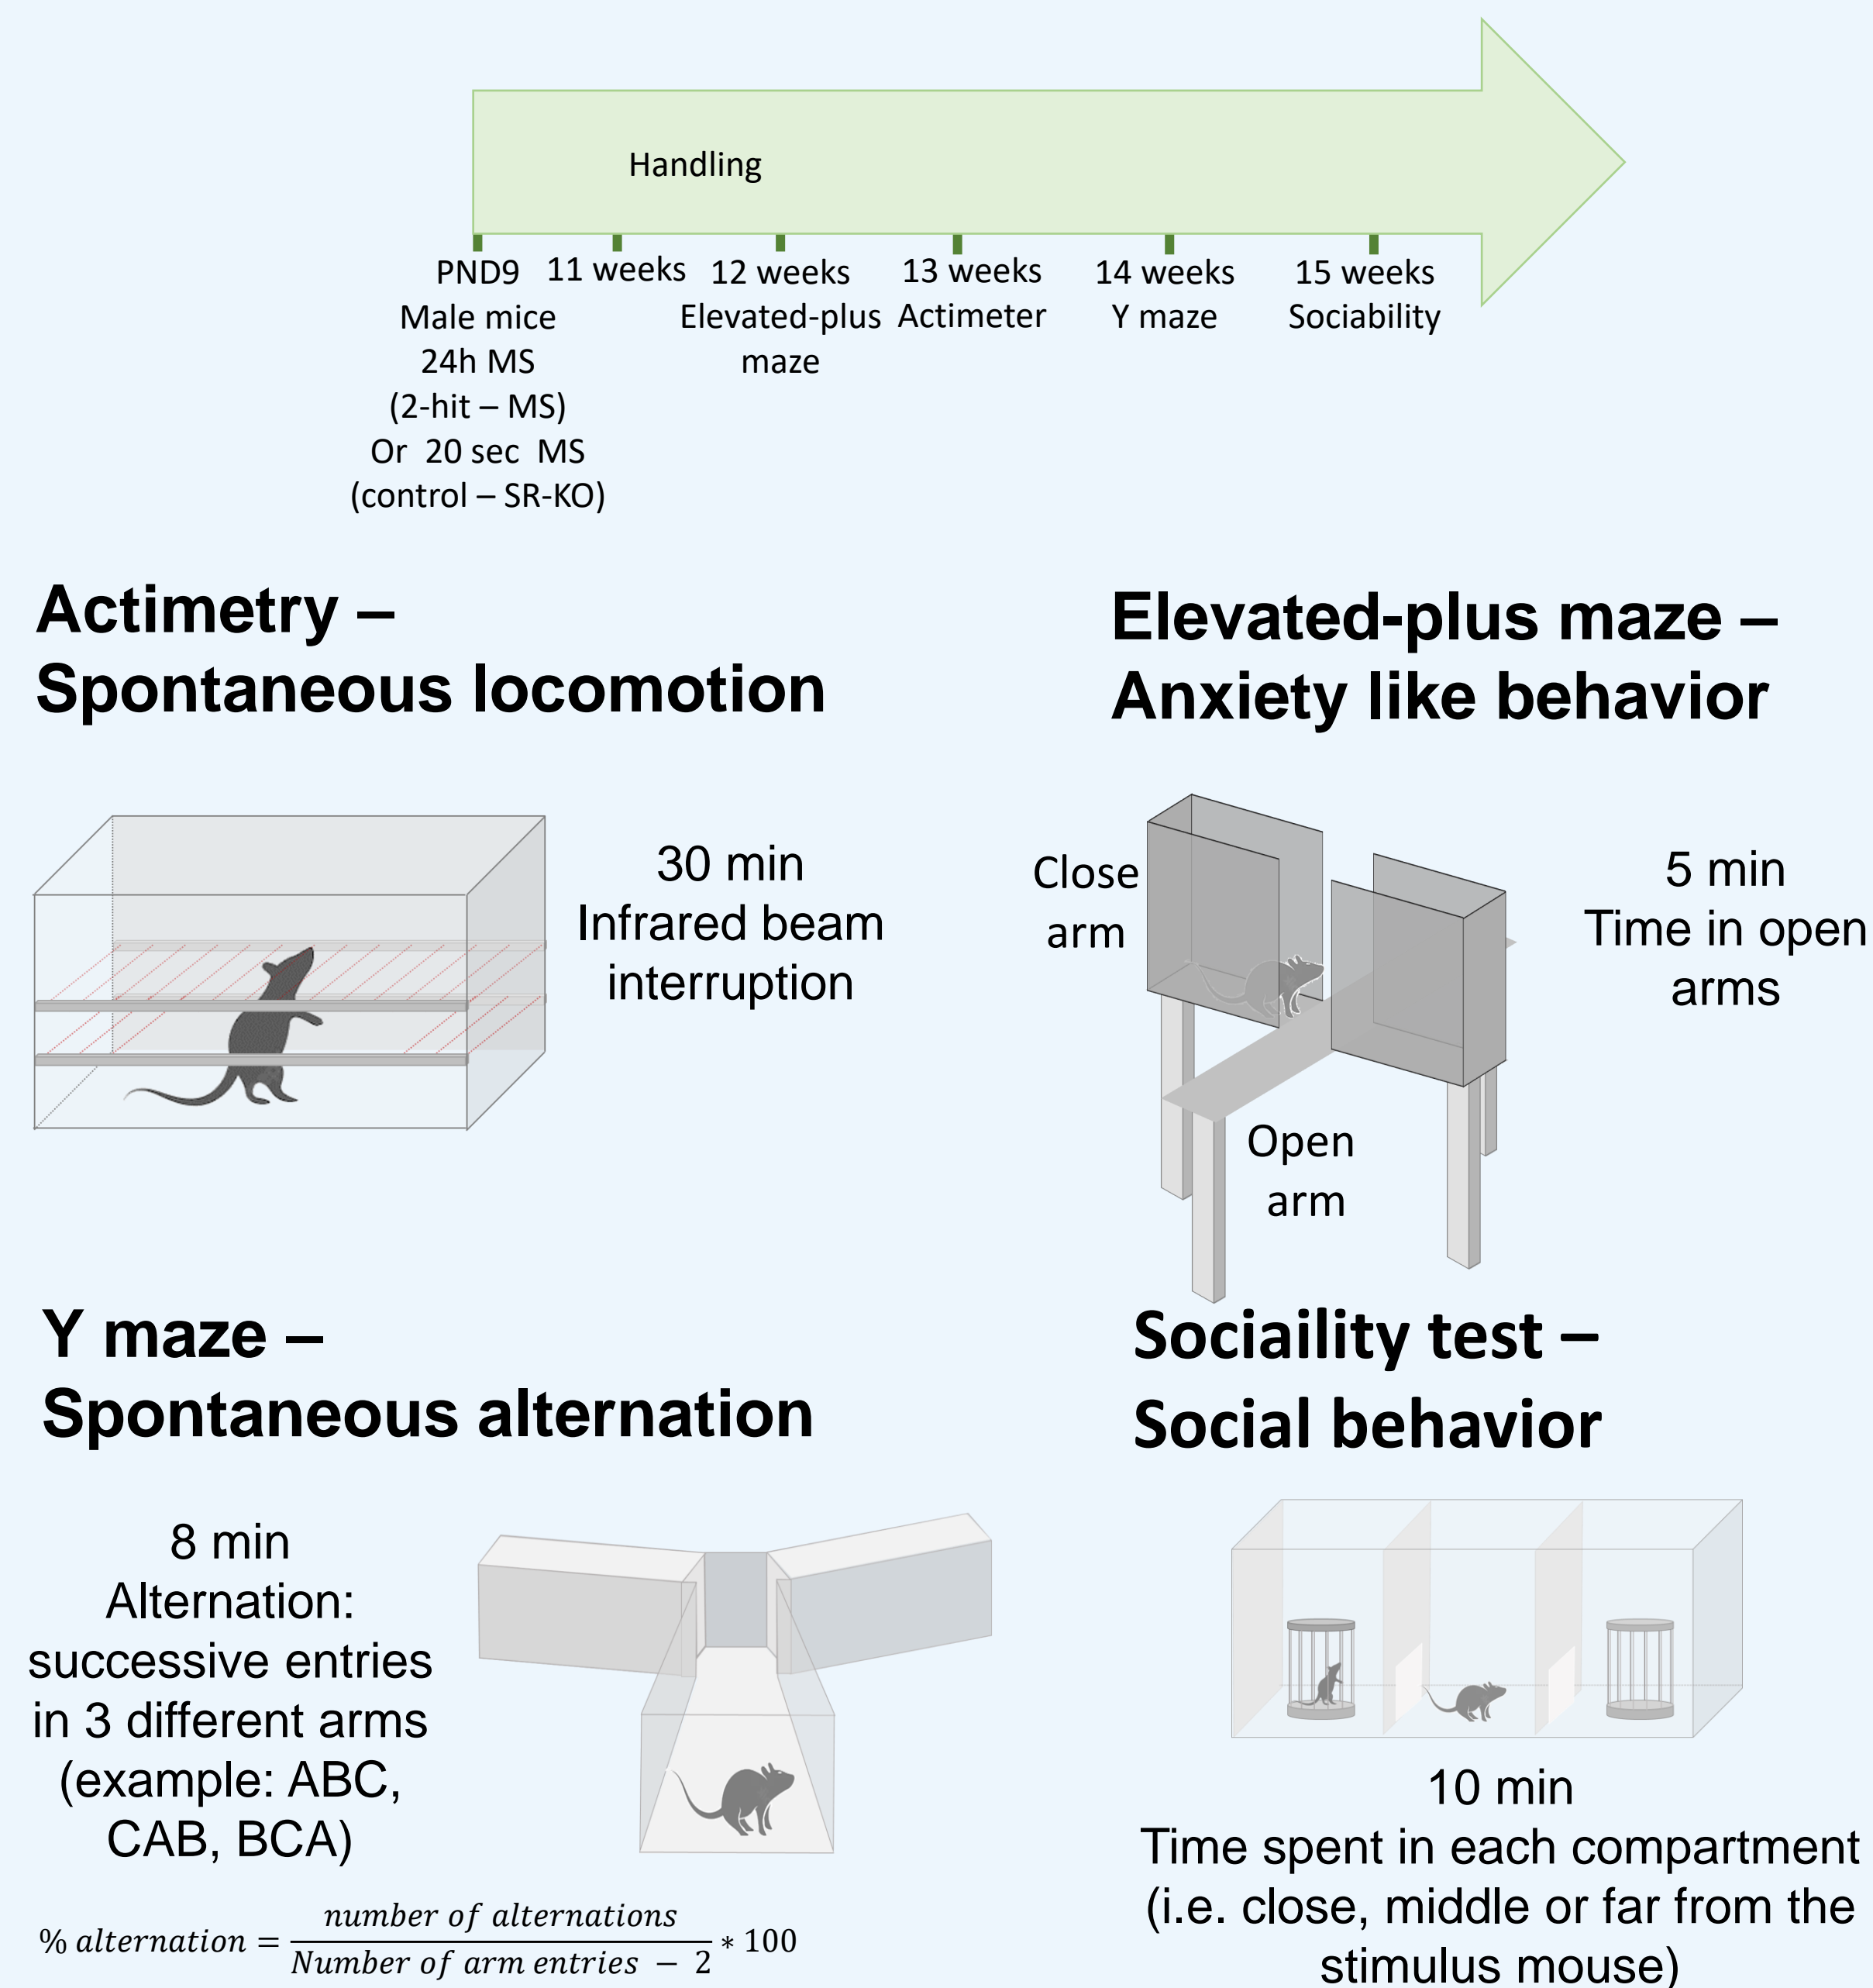 Handling
PND9
Male mice
24h MS
(2-hit – MS)
Or 20 sec MS
(control – SR-KO)
11 weeks
12 weeks
Elevated-plus
maze
13 weeks
Actimeter
14 weeks
Y maze
15 weeks
Sociability
Actimetry –
Spontaneous locomotion
30 min
Infrared beam
interruption
Elevated-plus maze –
Anxiety like behavior
Close
arm
Open
arm
5 min
Time in open
arms
Y maze –
Spontaneous alternation
8 min
Alternation:
successive entries
in 3 different arms
(example: ABC,
CAB, BCA)
% alternation = number of alternations / Number of arm entries − 2 * 100
Sociaility test –
Social behavior
10 min
Time spent in each compartment
(i.e. close, middle or far from the
stimulus mouse)